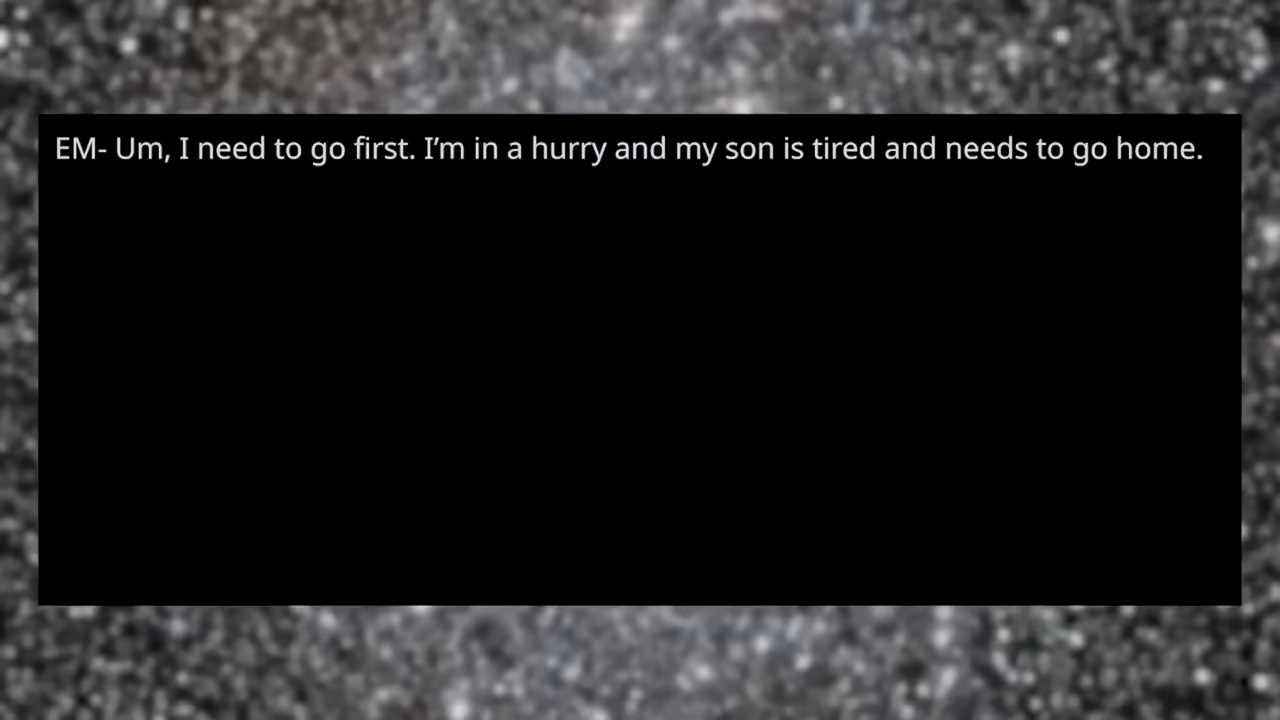 EM- Um, I need to go first. I’m in a hurry and my son is tired and needs to go home.